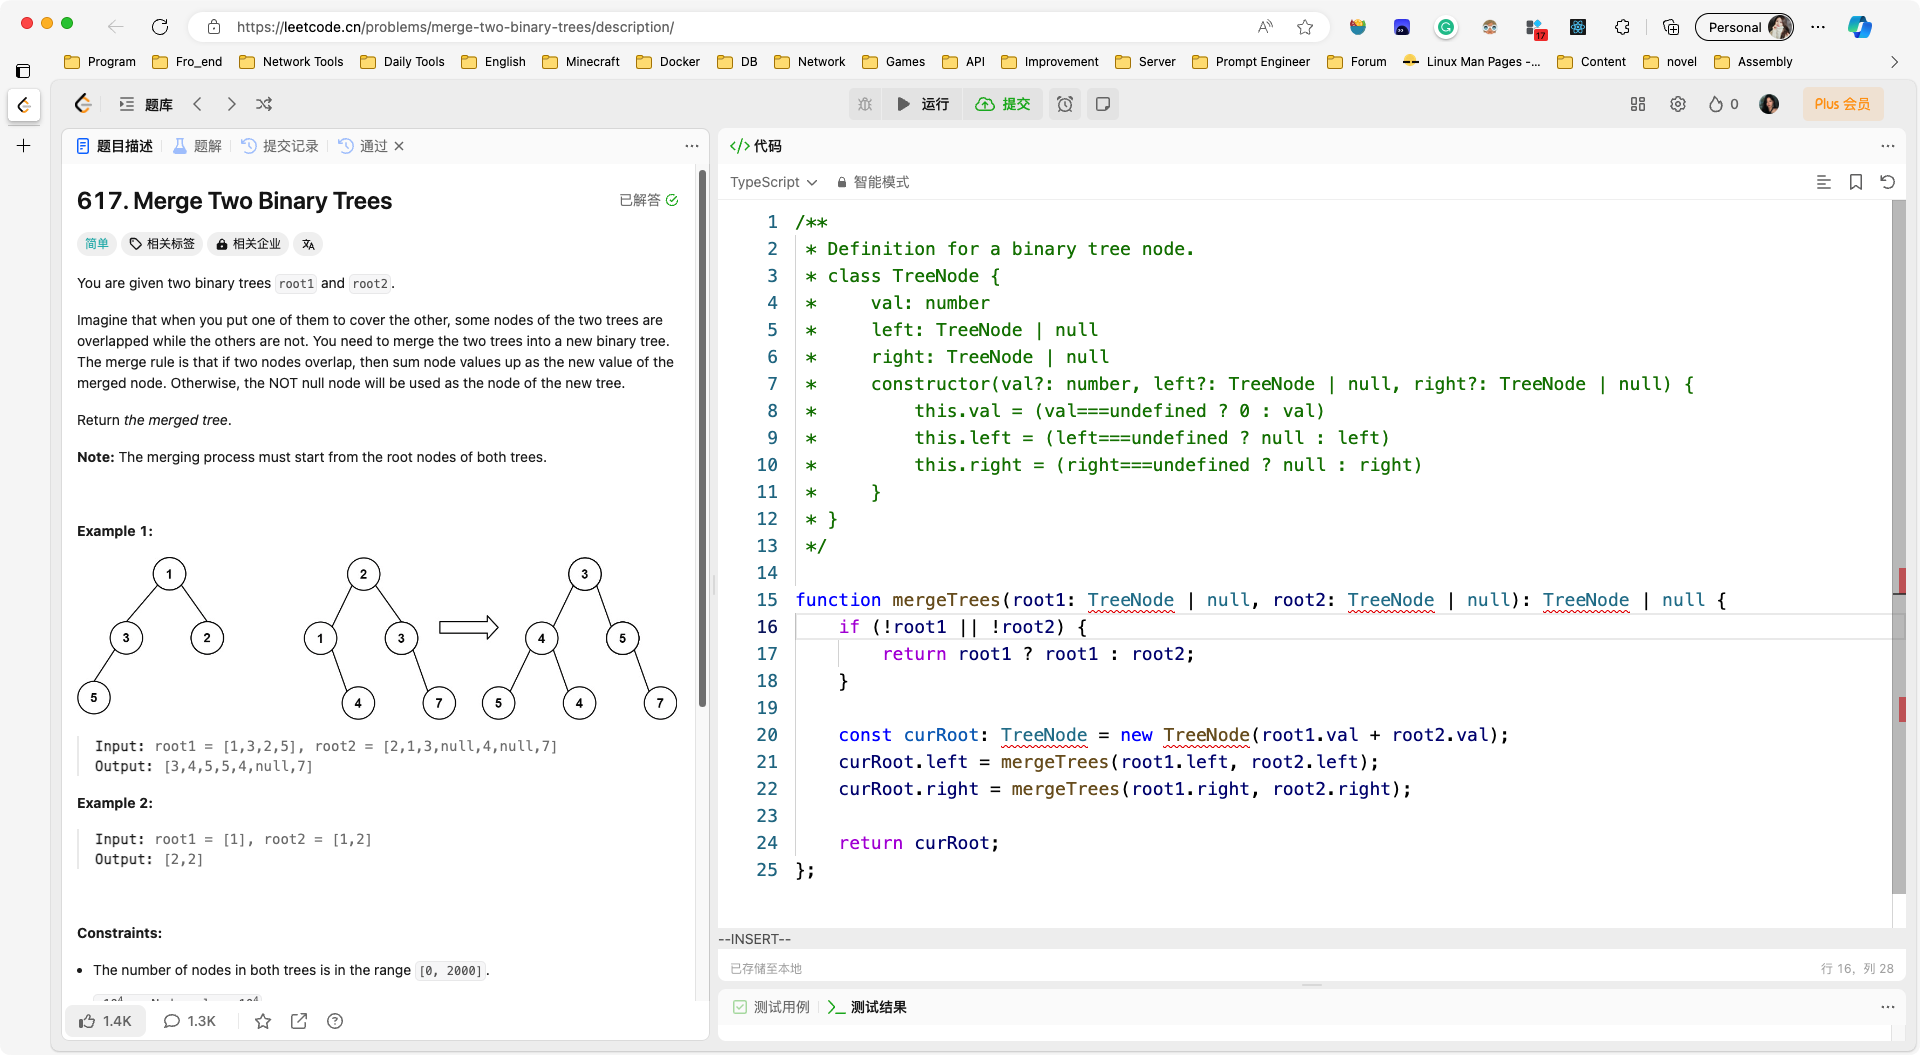 https://leetcode.cn/problems/merge-two-binary-trees/description/
Personal
17
Program
Fro_end
Network Tools
Daily Tools
English
Minecraft
Docker
DB
Network
Games
API
Improvement
Server
Prompt Engineer
Forum
Linux Man Pages -...
Content
novel
Assembly
题库
运行
提交
0
Plus 会员
题目描述
题解
提交记录
通过
617. Merge Two Binary Trees
已解答
简单
相关标签
相关企业
You are given two binary trees root1 and root2.
Imagine that when you put one of them to cover the other, some nodes of the two trees are
overlapped while the others are not. You need to merge the two trees into a new binary tree.
The merge rule is that if two nodes overlap, then sum node values up as the new value of the
merged node. Otherwise, the NOT null node will be used as the node of the new tree.
Return the merged tree.
Note: The merging process must start from the root nodes of both trees.
Example 1:
1 2 3
3 2 1 3 4 5
5 4 7 5 4 7
Input: root1 = [1,3,2,5], root2 = [2,1,3,null,4,null,7]
Output: [3,4,5,5,4,null,7]
Example 2:
Input: root1 = [1], root2 = [1,2]
Output: [2,2]
Constraints:
• The number of nodes in both trees is in the range [0, 2000].
1.4K
1.3K
</> 代码
TypeScript
智能模式
1 /**
2 * Definition for a binary tree node.
3 * class TreeNode {
4 *     val: number
5 *     left: TreeNode | null
6 *     right: TreeNode | null
7 *     constructor(val?: number, left?: TreeNode | null, right?: TreeNode | null) {
8 *         this.val = (val===undefined ? 0 : val)
9 *         this.left = (left===undefined ? null : left)
10 *         this.right = (right===undefined ? null : right)
11 *     }
12 * }
13 */
14
15 function mergeTrees(root1: TreeNode | null, root2: TreeNode | null): TreeNode | null {
16     if (!root1 || !root2) {
17         return root1 ? root1 : root2;
18     }
19
20     const curRoot: TreeNode = new TreeNode(root1.val + root2.val);
21     curRoot.left = mergeTrees(root1.left, root2.left);
22     curRoot.right = mergeTrees(root1.right, root2.right);
23
24     return curRoot;
25 };
--INSERT--
已存储至本地
行 16, 列 28
测试用例
测试结果